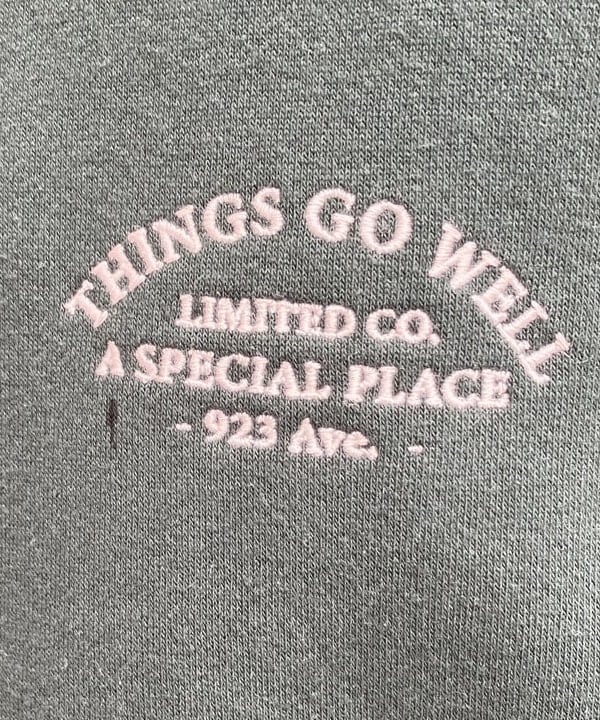 THINGS GO WELL
LIMITED CO.
A SPECIAL PLACE
- 923 Ave. -